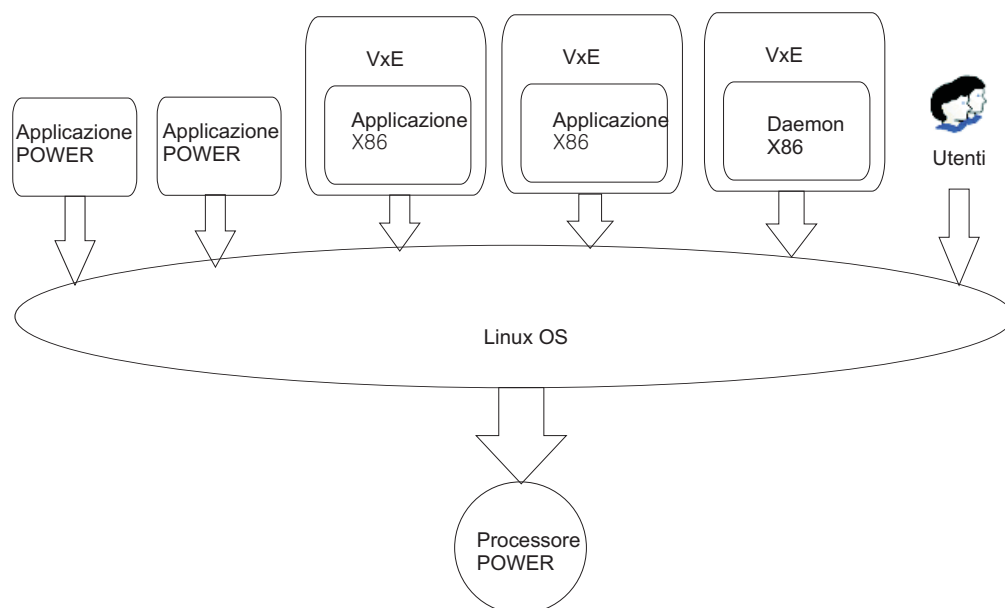 VxE
VxE
VxE
Applicazione
POWER
Applicazione
POWER
Applicazione
X86
Applicazione
X86
Daemon
X86
Utenti
Linux OS
Processore
POWER